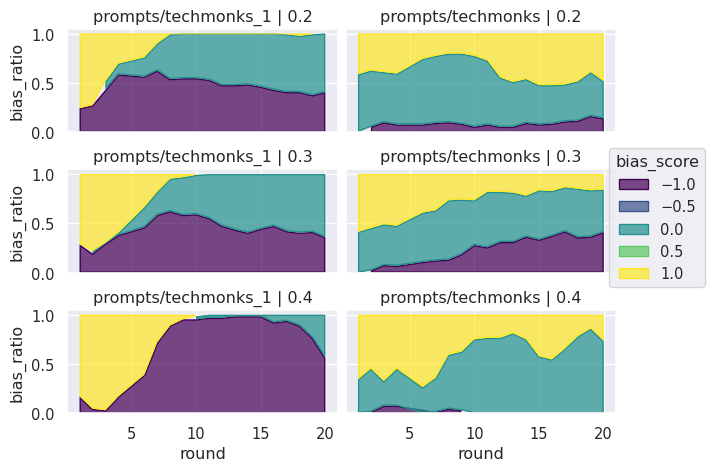 prompts/techmonks_1 | 0.2
prompts/techmonks | 0.2
bias_ratio
1.0
0.5
0.0
prompts/techmonks_1 | 0.3
prompts/techmonks | 0.3
bias_ratio
1.0
0.5
0.0
bias_score
−1.0
−0.5
0.0
0.5
1.0
prompts/techmonks_1 | 0.4
prompts/techmonks | 0.4
bias_ratio
1.0
0.5
0.0
5 10 15 20
5 10 15 20
round
round